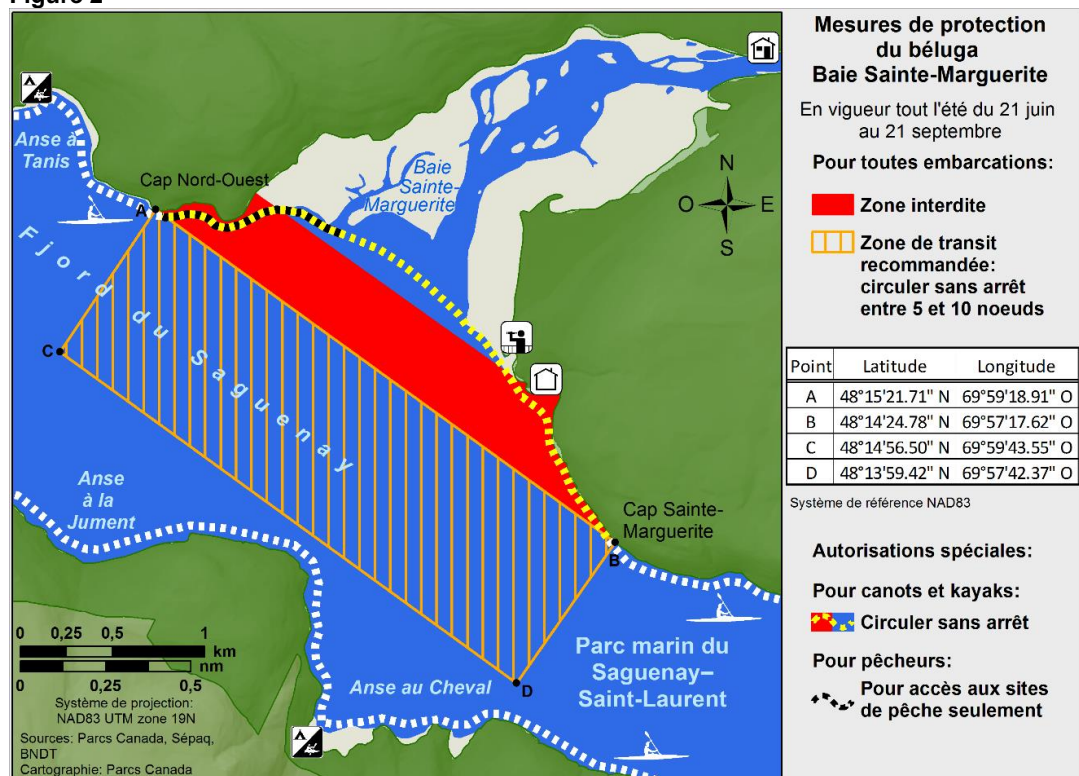 Figure 2
Anse à
Tanis
Cap Nord-Ouest
A
Baie
Sainte-
Marguerite
N
O
E
S
Fjord du Saguenay
C
Anse
à la
Jument
Cap Sainte-
Marguerite
B
Parc marin du
Saguenay–
Saint-Laurent
Anse au Cheval
D
0 0,25 0,5 1
km
nm
0 0,25 0,5
Système de projection:
NAD83 UTM zone 19N
Sources: Parcs Canada, Sépaq,
BNDT
Cartographie: Parcs Canada
Mesures de protection
du béluga
Baie Sainte-Marguerite
En vigueur tout l'été du 21 juin
au 21 septembre
Pour toutes embarcations:
Zone interdite
Zone de transit
recommandée:
circuler sans arrêt
entre 5 et 10 noeuds
Point Latitude Longitude
A 48°15'21.71" N 69°59'18.91" O
B 48°14'24.78" N 69°57'17.62" O
C 48°14'56.50" N 69°59'43.55" O
D 48°13'59.42" N 69°57'42.37" O
Système de référence NAD83
Autorisations spéciales:
Pour canots et kayaks:
Circuler sans arrêt
Pour pêcheurs:
Pour accès aux sites
de pêche seulement